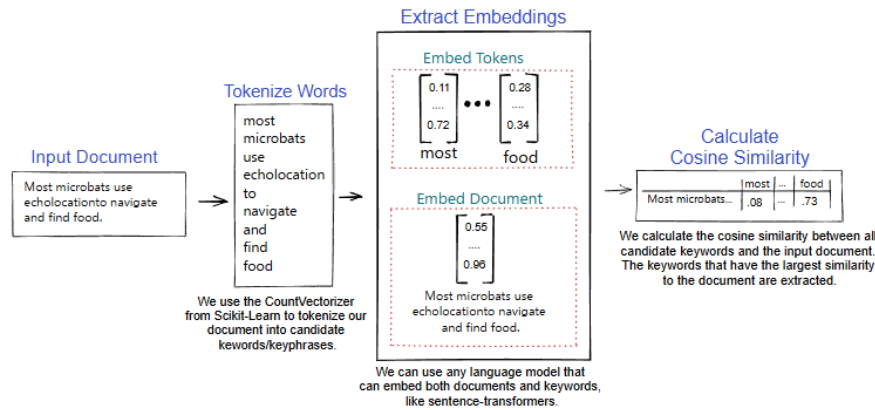 Extract Embeddings
Embed Tokens
0.11
....
0.72
most
•••
0.28
....
0.34
food
Tokenize Words
most
microbats
use
echolocation
to
navigate
and
find
food
We use the CountVectorizer
from Scikit-Learn to tokenize our
document into candidate
kewords/keyphrases.
Input Document
Most microbats use
echolocationto navigate
and find food.
Embed Document
0.55
....
0.96
Most microbats use
echolocationto navigate
and find food.
We can use any language model that
can embed both documents and keywords,
like sentence-transformers.
Calculate
Cosine Similarity
most ... food
Most microbats... .08 ... .73
We calculate the cosine similarity between all
candidate keywords and the input document.
The keywords that have the largest similarity
to the document are extracted.